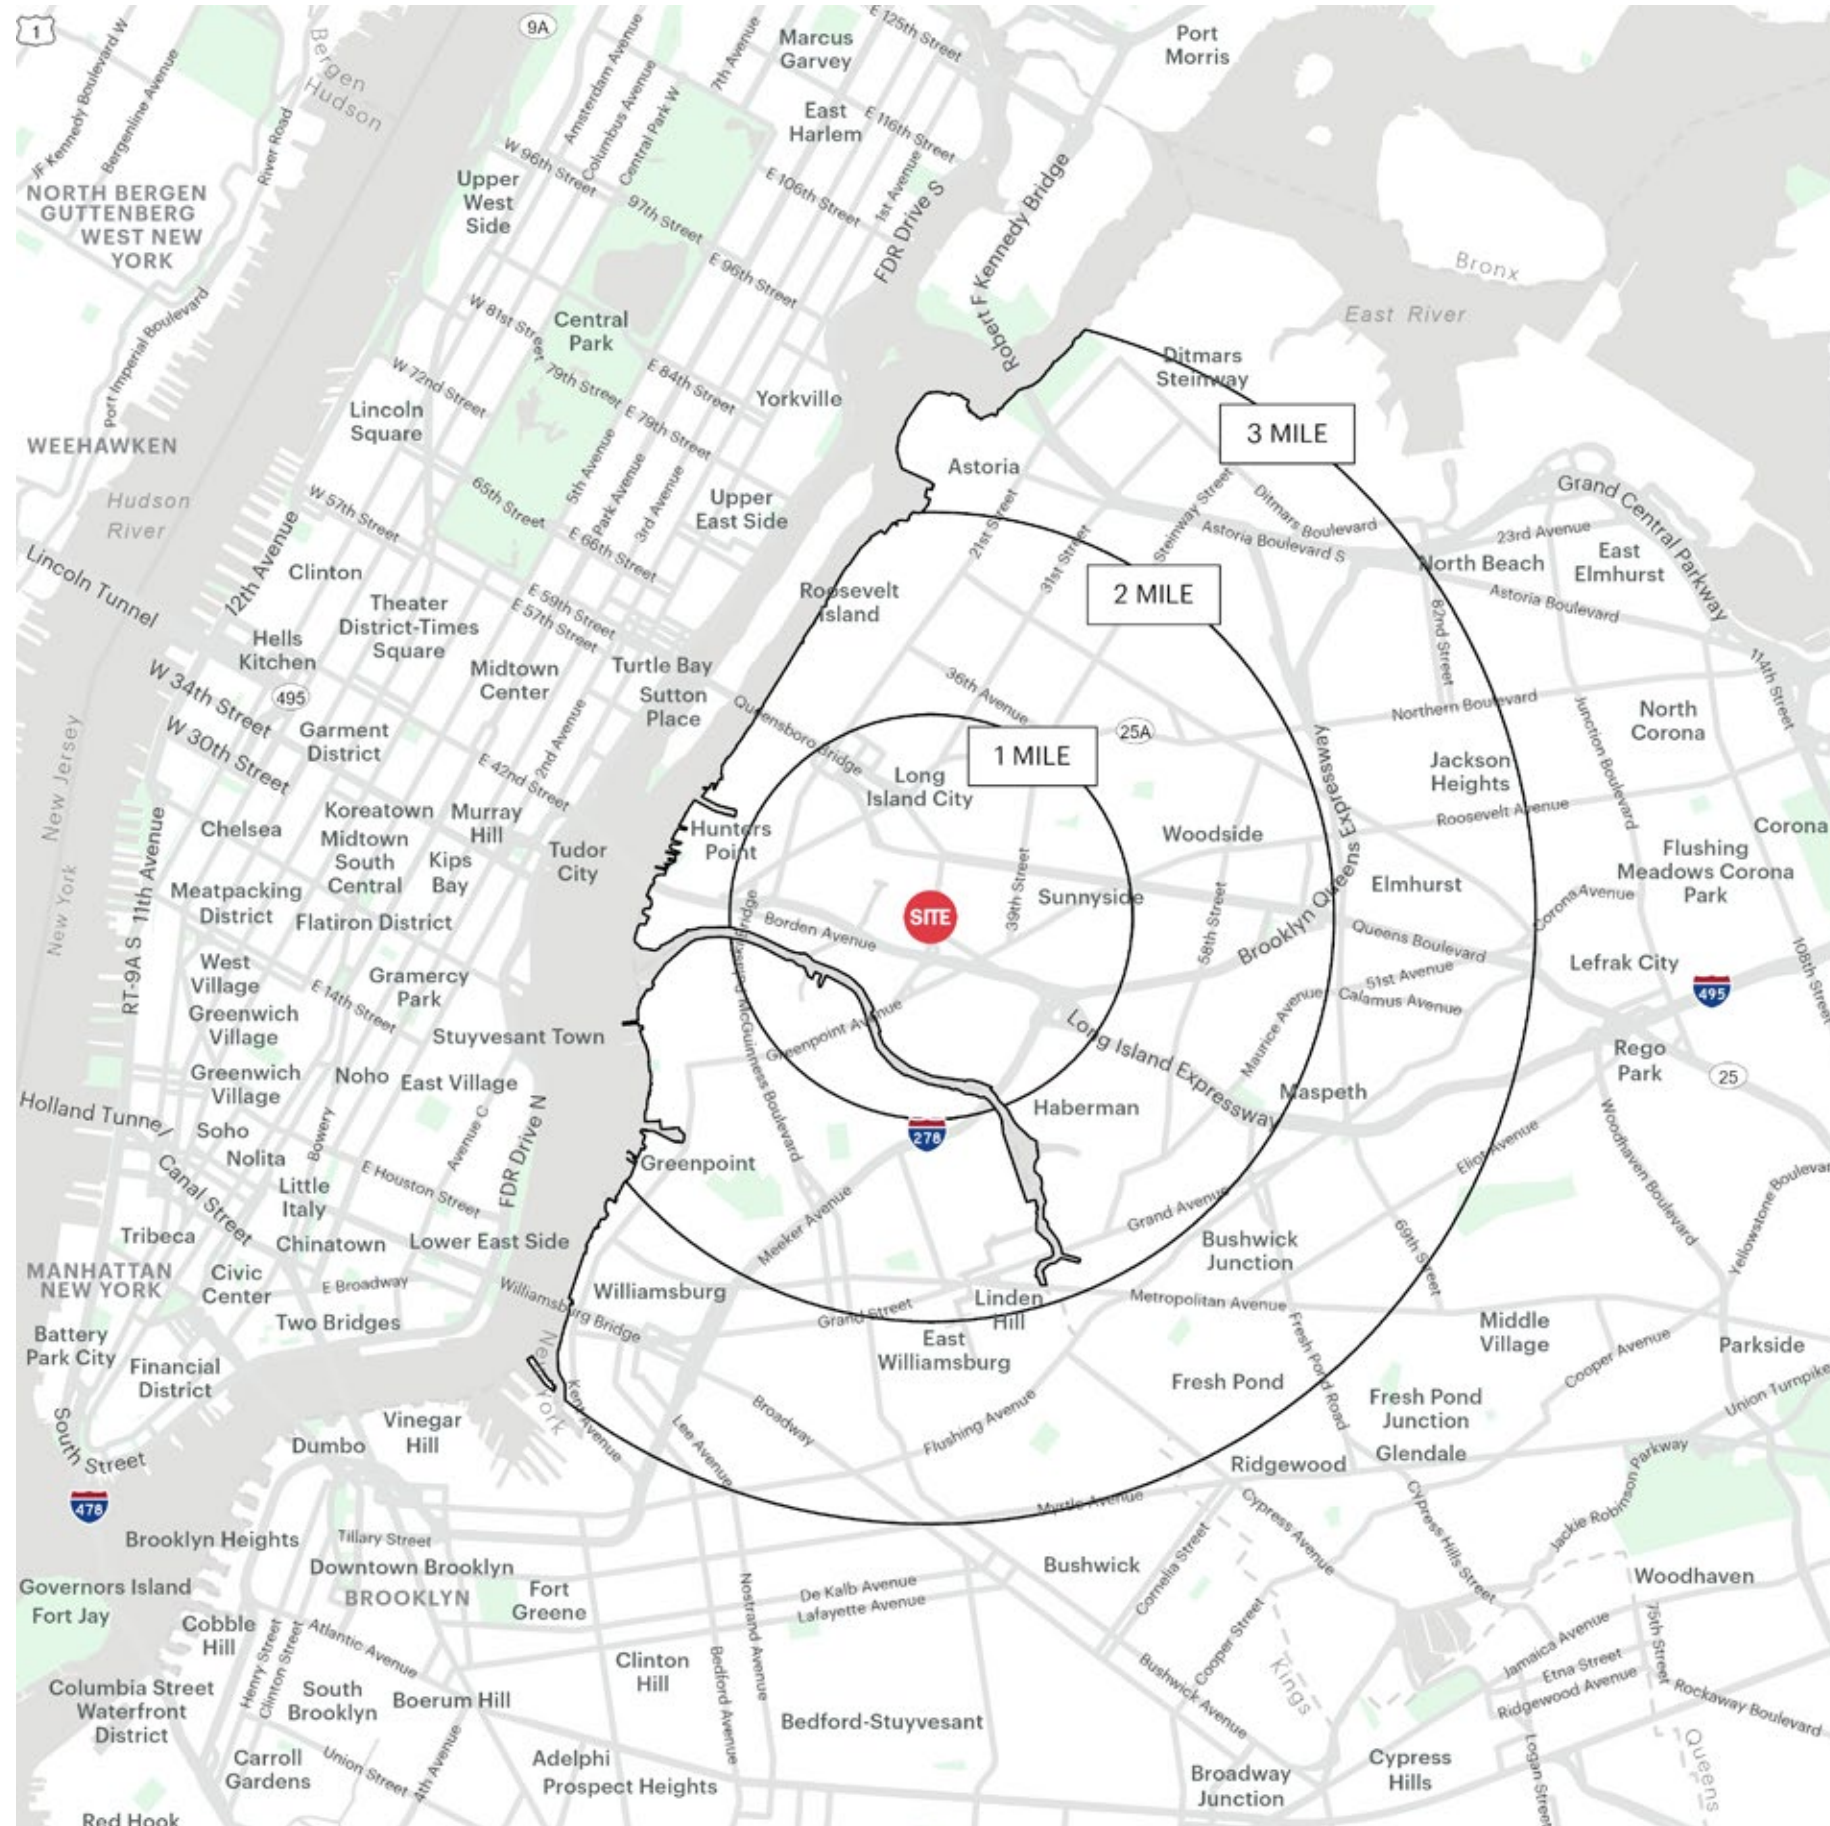 1
9A
JF Kennedy Boulevard W
Bergenline Avenue
River Road
Bergen
Hudson
Amsterdam Avenue
Columbus Avenue
Central Park W
7th Avenue
Marcus
Garvey
E 125th Street
Port
Morris
East
Harlem
E 116th Street
W 96th Street
97th Street
E 106th Street
1st Avenue
FDR Drive S
Robert F Kennedy Bridge
NORTH BERGEN
GUTTENBERG
WEST NEW
YORK
Upper
West
Side
E 96th Street
Bronx
East River
Port Imperial Boulevard
W 81st Street
Central
Park
79th Street
E 84th Street
E 79th Street
W 72nd Street
Yorkville
Lincoln
Square
Ditmars
Steinway
3 MILE
WEEHAWKEN
Hudson
River
5th Avenue
Park Avenue
3rd Avenue
65th Street
E 66th Street
Upper
East Side
Astoria
W 57th Street
21st Street
31st Street
Steinway Street
Ditmars Boulevard
Astoria Boulevard S
Grand Central Parkway
23rd Avenue
North Beach
East
Elmhurst
Astoria Boulevard
82nd Street
Lincoln Tunnel
12th Avenue
Clinton
Theater
District-Times
Square
E 59th Street
E 57th Street
Roosevelt
Island
2 MILE
Hells
Kitchen
495
W 34th Street
W 30th Street
Midtown
Center
Turtle Bay
Sutton
Place
Queensboro Bridge
36th Avenue
25A
Northern Boulevard
Junction Boulevard
114th Street
North
Corona
Garment
District
2nd Avenue
E 42nd Street
1 MILE
Long
Island City
Jackson
Heights
Roosevelt Avenue
New Jersey
New York
RT-9A S
11th Avenue
Chelsea
Koreatown
Midtown
South
Central
Murray
Hill
Kips
Bay
Tudor
City
Hunters
Point
Woodside
Brooklyn Queens Expressway
Corona
Flushing
Meadows Corona
Park
Meatpacking
District
Flatiron District
SITE
39th Street
Sunnyside
58th Street
Elmhurst
Corona Avenue
Borden Avenue
Queens Boulevard
51st Avenue
Calamus Avenue
Lefrak City
495
108th Street
West
Village
Gramercy
Park
E 14th Street
Greenwich
Village
Stuyvesant Town
McGuinness Boulevard
Greenpoint Avenue
Long Island Expressway
Maurice Avenue
Maspeth
Rego
Park
25
Greenwich
Village
Noho
East Village
Holland Tunnel
Soho
Nolita
Bowery
Avenue C
FDR Drive N
Haberman
278
Eliot Avenue
Woodhaven Boulevard
Canal Street
E Houston Street
Little
Italy
Greenpoint
Meeker Avenue
Grand Avenue
Tribeca
Chinatown
Lower East Side
Bushwick
Junction
69th Street
MANHATTAN
NEW YORK
Civic
Center
E Broadway
Williamsburg Bridge
Williamsburg
Grand Street
Linden
Hill
Metropolitan Avenue
Two Bridges
Battery
Park City
Financial
District
New York
East
Williamsburg
Fresh Pond Road
Middle
Village
Cooper Avenue
Parkside
Union Turnpike
Fresh Pond
Fresh Pond
Junction
South Street
Vinegar
Hill
Dumbo
Kent Avenue
Lee Avenue
Broadway
Flushing Avenue
Ridgewood
Glendale
Jackie Robinson Parkway
478
Myrtle Avenue
Cypress Avenue
Cypress Hills Street
Brooklyn Heights
Tillary Street
Downtown Brooklyn
BROOKLYN
Fort
Greene
De Kalb Avenue
Lafayette Avenue
Bushwick
Cornelia Street
Woodhaven
Governors Island
Fort Jay
Cobble
Hill
Henry Street
Clinton Street
Atlantic Avenue
Nostrand Avenue
Bedford Avenue
Cooper Street
Jamaica Avenue
75th Street
Etna Street
Ridgewood Avenue
Rockaway Boulevard
Columbia Street
Waterfront
District
South
Brooklyn
Boerum Hill
Clinton
Hill
Bedford-Stuyvesant
Bushwick Avenue
Kings
Queens
Carroll
Gardens
Union Street
4th Avenue
Adelphi
Prospect Heights
Broadway
Junction
Cypress
Hills
Red Hook